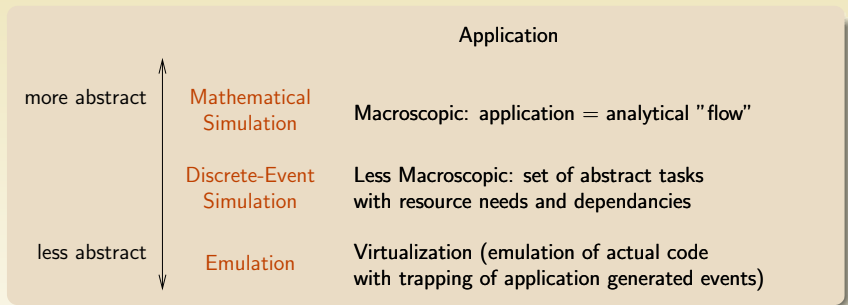 Application
more abstract
Mathematical
Simulation
Macroscopic: application = analytical "flow"
Discrete-Event
Simulation
Less Macroscopic: set of abstract tasks
with resource needs and dependancies
less abstract
Emulation
Virtualization (emulation of actual code
with trapping of application generated events)